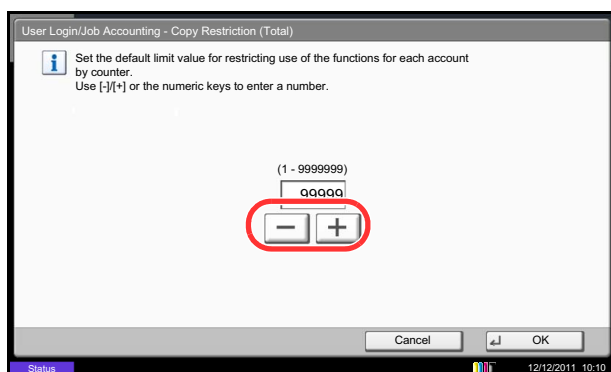 User Login/Job Accounting - Copy Restriction (Total)
Set the default limit value for restricting use of the functions for each account
by counter.
Use [-]/[+] or the numeric keys to enter a number.
(1 - 9999999)
99999
Cancel
OK
Status
12/12/2011 10:10